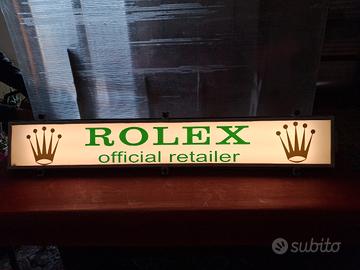 ROLEX
official retailer
subito